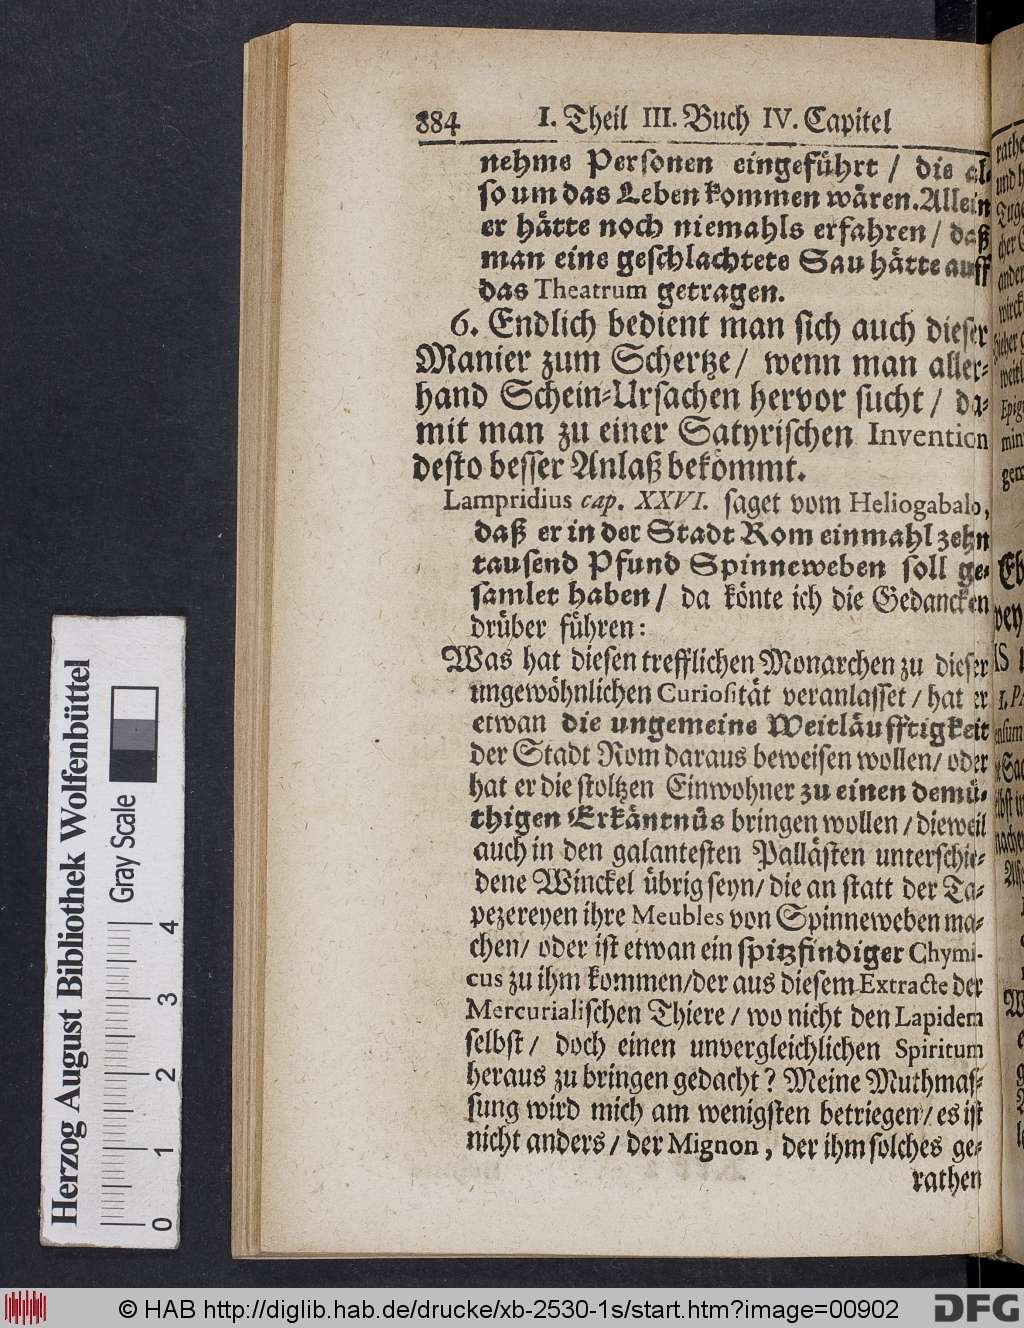 884 I. Theil III. Buch IV. Capitel
nehme Personen eingeführt / die al-
so um das Leben kommen wären. Allein
er hätte noch niemahls erfahren / daß
man eine geschlachtete Sau hätte auff
das Theatrum getragen.
6. Endlich bedient man sich auch dieser
Manier zum Schertze / wenn man aller-
hand Schein-Ursachen hervor sucht / da-
mit man zu einer Satyrischen Invention
desto besser Anlaß bekömmt.
Lampridius cap. XXVI. saget vom Heliogabalo,
daß er in der Stadt Rom einmahl zehn
tausend Pfund Spinneweben soll ge-
samlet haben / da könte ich die Gedancken
drüber führen:
Was hat diesen trefflichen Monarchen zu dieser
ungewöhnlichen Curiosität veranlasset / hat er
etwan die ungemeine Weitläufftigkeit
der Stadt Rom daraus beweisen wollen / oder
hat er die stoltzen Einwohner zu einen demü-
thigen Erkäntnüs bringen wollen / dieweil
auch in den galantesten Pallästen unterschie-
dene Winckel übrig seyn / die an statt der Ta-
pezereyen ihre Meubles von Spinneweben ma-
chen / oder ist etwan ein spitzfindiger Chymi-
cus zu ihm kommen / der aus diesem Extracte der
Mercurialischen Thiere / wo nicht den Lapidem
selbst / doch einen unvergleichlichen Spiritum
heraus zu bringen gedacht? Meine Muthmas-
sung wird mich am wenigsten betriegen / es ist
nicht anders / der Mignon, der ihm solches ge-
rathen
Herzog August Bibliothek Wolfenbüttel
Gray Scale
0 1 2 3 4
© HAB http://diglib.hab.de/drucke/xb-2530-1s/start.htm?image=00902
DFG